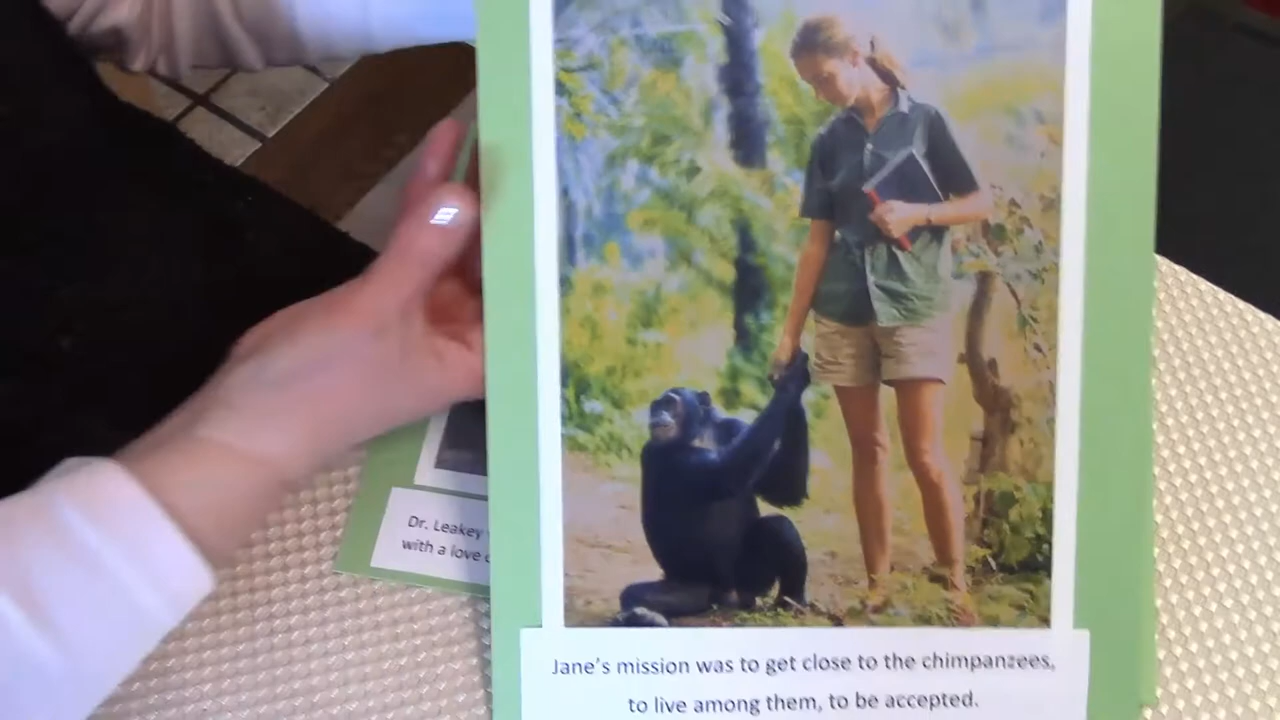 Dr. Leakey
with a love
Jane's mission was to get close to the chimpanzees,
to live among them, to be accepted.